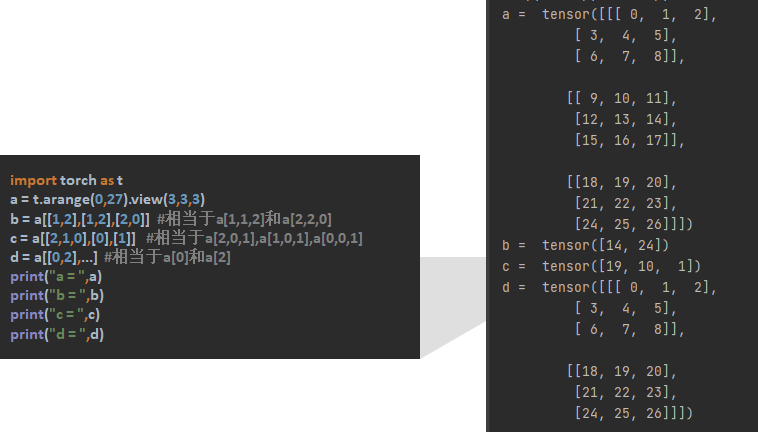 import torch as t
a = t.arange(0,27).view(3,3,3)
b = a[[1,2],[1,2],[2,0]] #相当于a[1,1,2]和a[2,2,0]
c = a[[2,1,0],[0],[1]] #相当于a[2,0,1],a[1,0,1],a[0,0,1]
d = a[[0,2],...] #相当于a[0]和a[2]
print("a = ",a)
print("b = ",b)
print("c = ",c)
print("d = ",d)
a =  tensor([[[ 0,  1,  2],
         [ 3,  4,  5],
         [ 6,  7,  8]],

        [[ 9, 10, 11],
         [12, 13, 14],
         [15, 16, 17]],

        [[18, 19, 20],
         [21, 22, 23],
         [24, 25, 26]]])
b =  tensor([14, 24])
c =  tensor([19, 10,  1])
d =  tensor([[[ 0,  1,  2],
         [ 3,  4,  5],
         [ 6,  7,  8]],

        [[18, 19, 20],
         [21, 22, 23],
         [24, 25, 26]]])